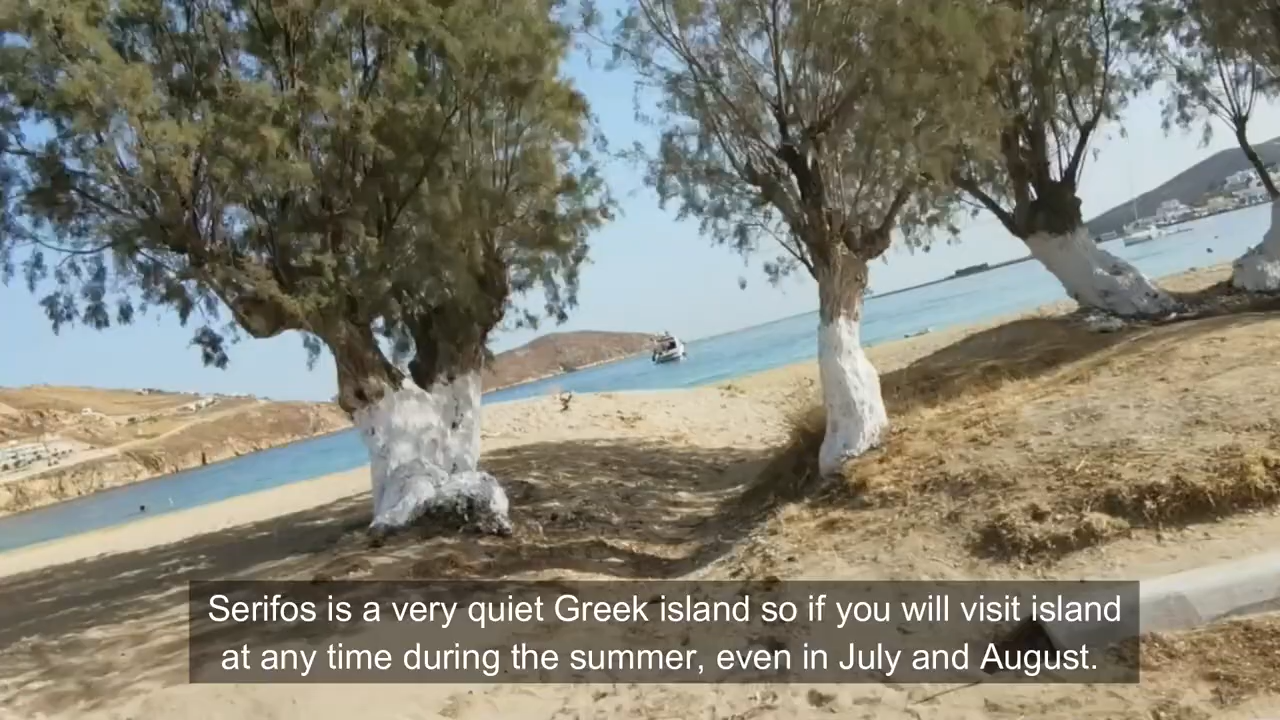 Serifos is a very quiet Greek island so if you will visit island
at any time during the summer, even in July and August.